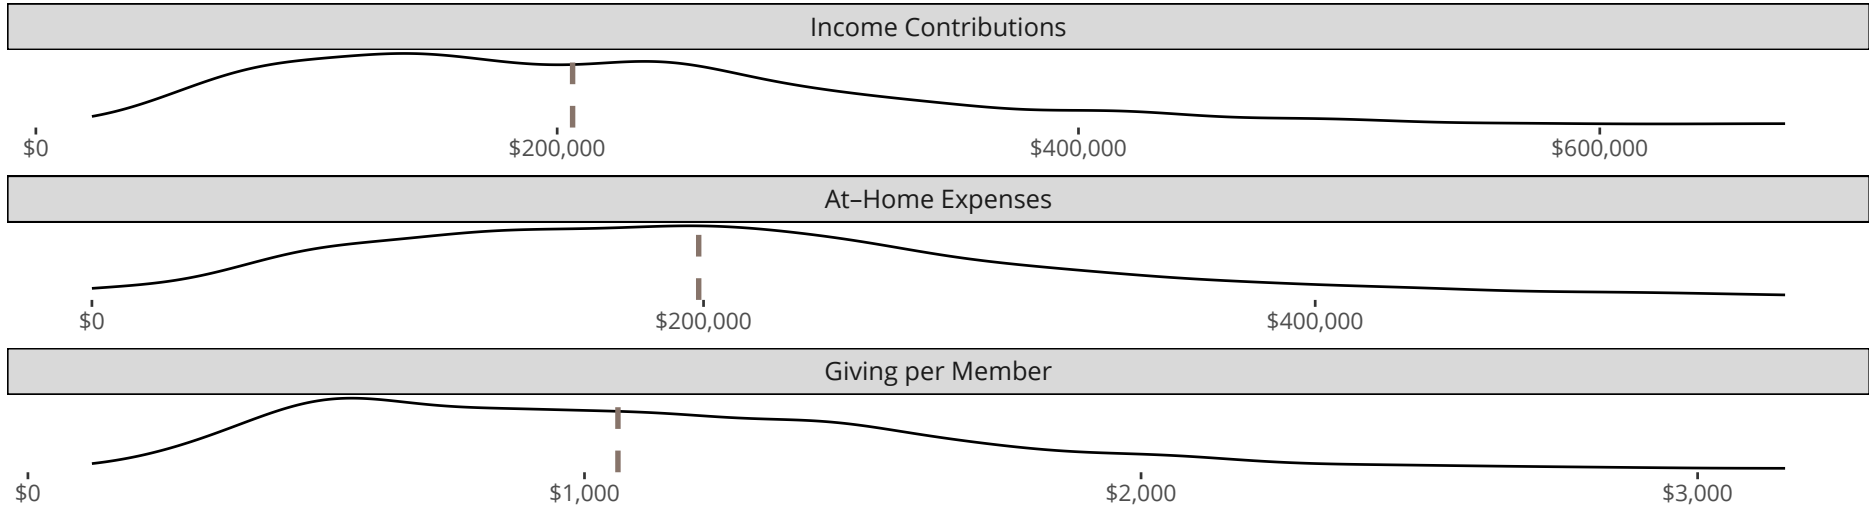 Income Contributions
$0 $200,000 $400,000 $600,000
At–Home Expenses
$0 $200,000 $400,000
Giving per Member
$0 $1,000 $2,000 $3,000